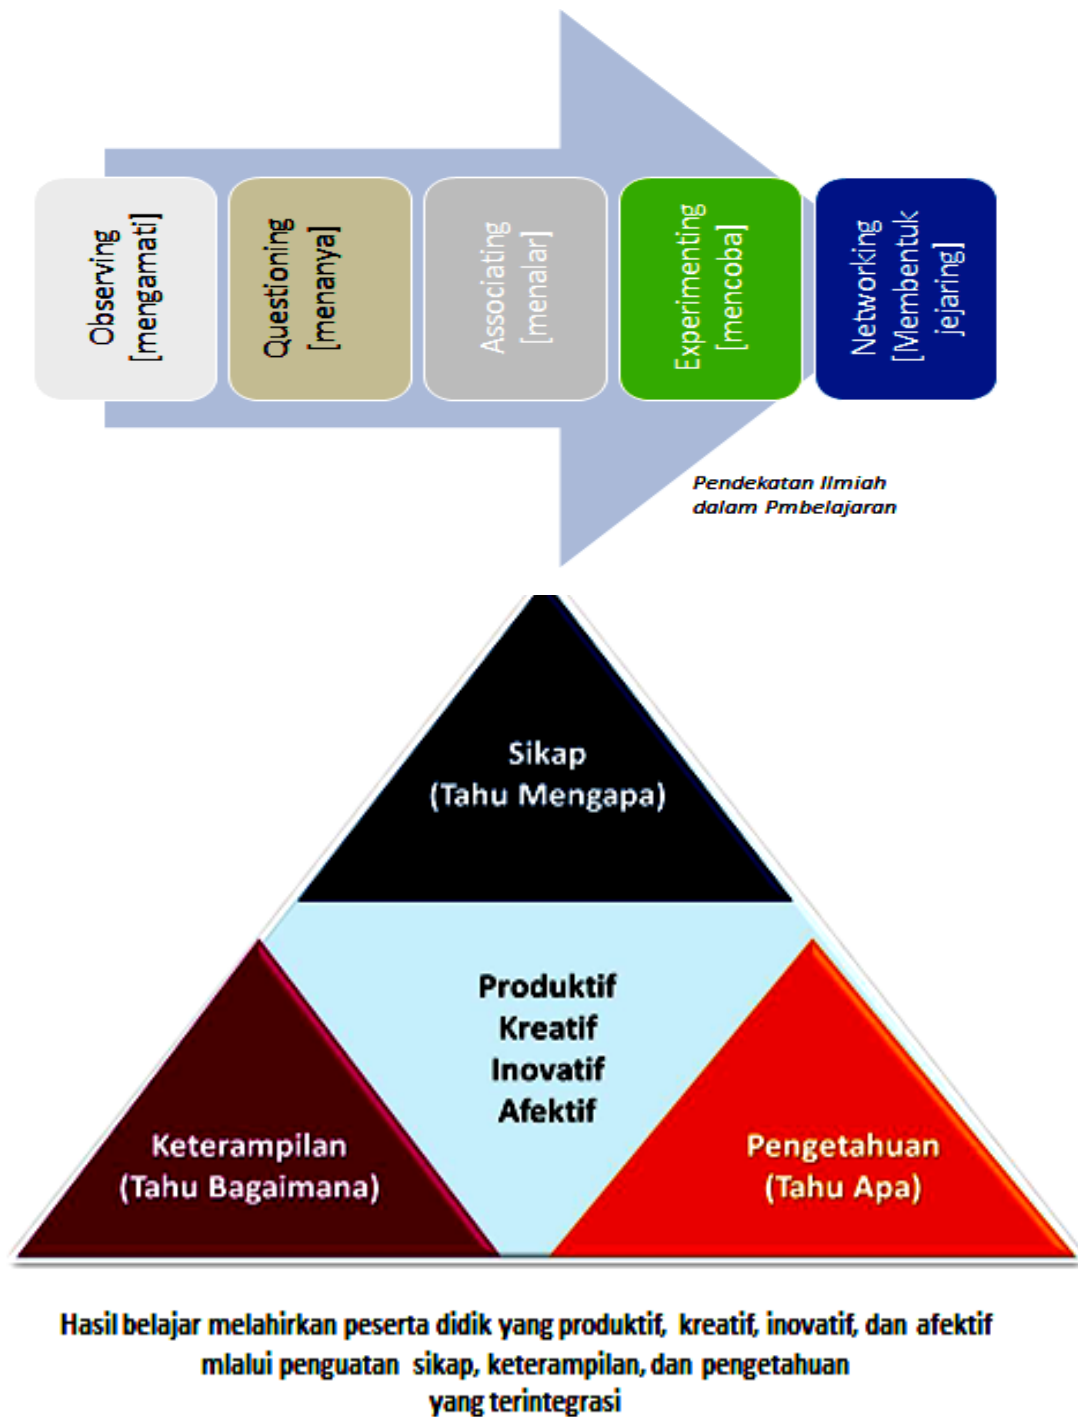 Observing
[mengamati]
Questioning
[menanya]
Associating
[menalar]
Experimenting
[mencoba]
Networking
[Membentuk
jejaring]
Pendekatan Ilmiah
dalam Pmbelajaran
Sikap
(Tahu Mengapa)
Produktif
Kreatif
Inovatif
Afektif
Keterampilan
(Tahu Bagaimana)
Pengetahuan
(Tahu Apa)
Hasil belajar melahirkan peserta didik yang produktif, kreatif, inovatif, dan afektif
mlalui penguatan sikap, keterampilan, dan pengetahuan
yang terintegrasi